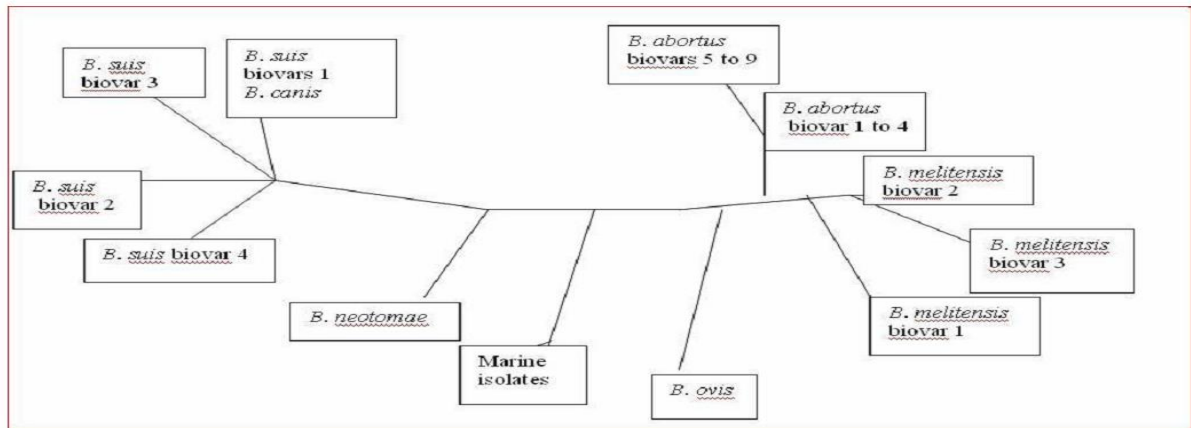 B. suis
biovar 3
B. suis
biovars 1
B. canis
B. abortus
biovars 5 to 9
B. abortus
biovar 1 to 4
B. suis
biovar 2
B. melitensis
biovar 2
B. suis biovar 4
B. melitensis
biovar 3
B. neotomae
B. melitensis
biovar 1
Marine
isolates
B. ovis